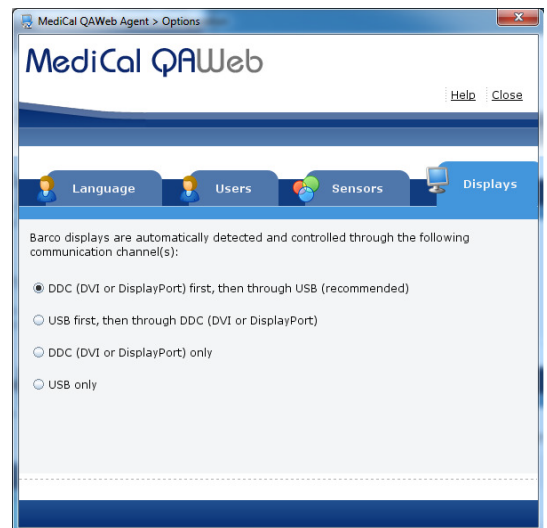 MediCal QAWeb Agent > Options
MediCal QAWeb
Help Close
Language Users Sensors Displays
Barco displays are automatically detected and controlled through the following
communication channel(s):
DDC (DVI or DisplayPort) first, then through USB (recommended)
USB first, then through DDC (DVI or DisplayPort)
DDC (DVI or DisplayPort) only
USB only